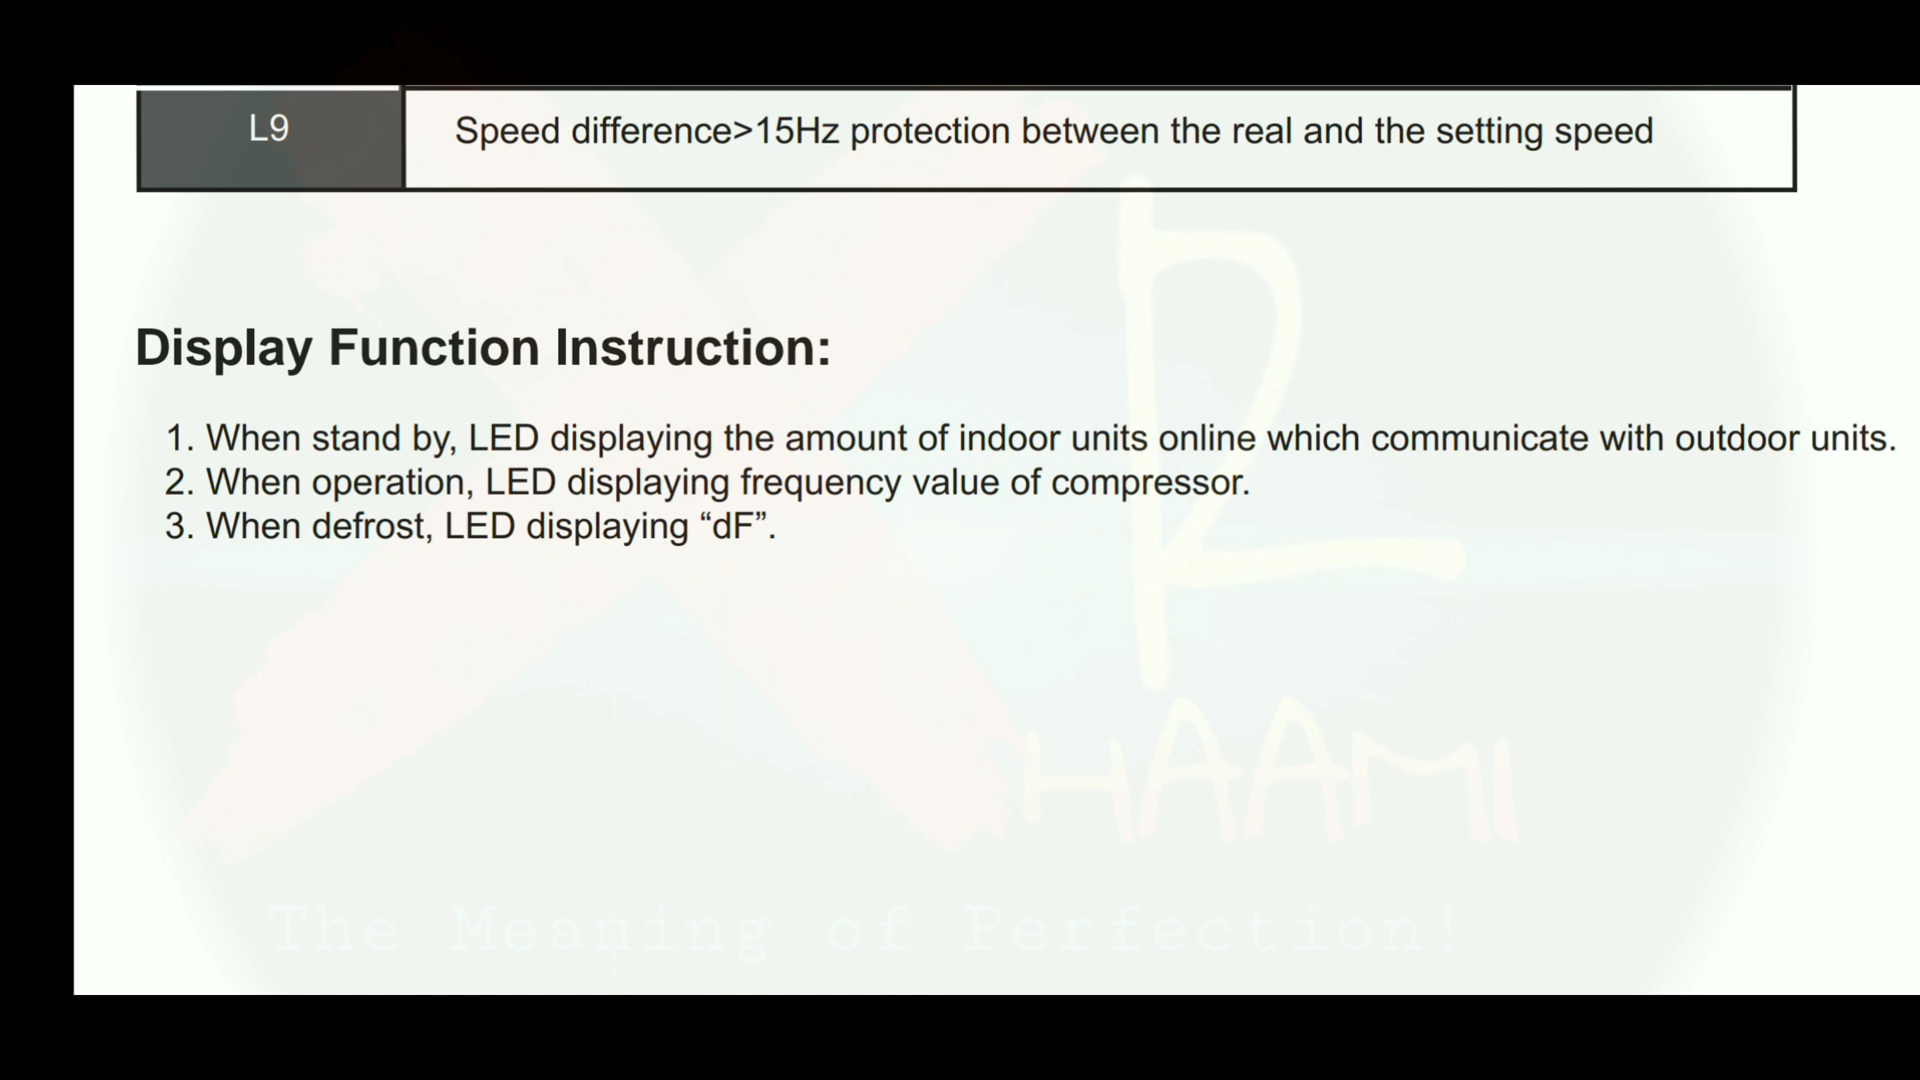 L9
Speed difference>15Hz protection between the real and the setting speed
Display Function Instruction:
1. When stand by, LED displaying the amount of indoor units online which communicate with outdoor units.
2. When operation, LED displaying frequency value of compressor.
3. When defrost, LED displaying “dF”.
HAAMI
The Meaning of Perfection!